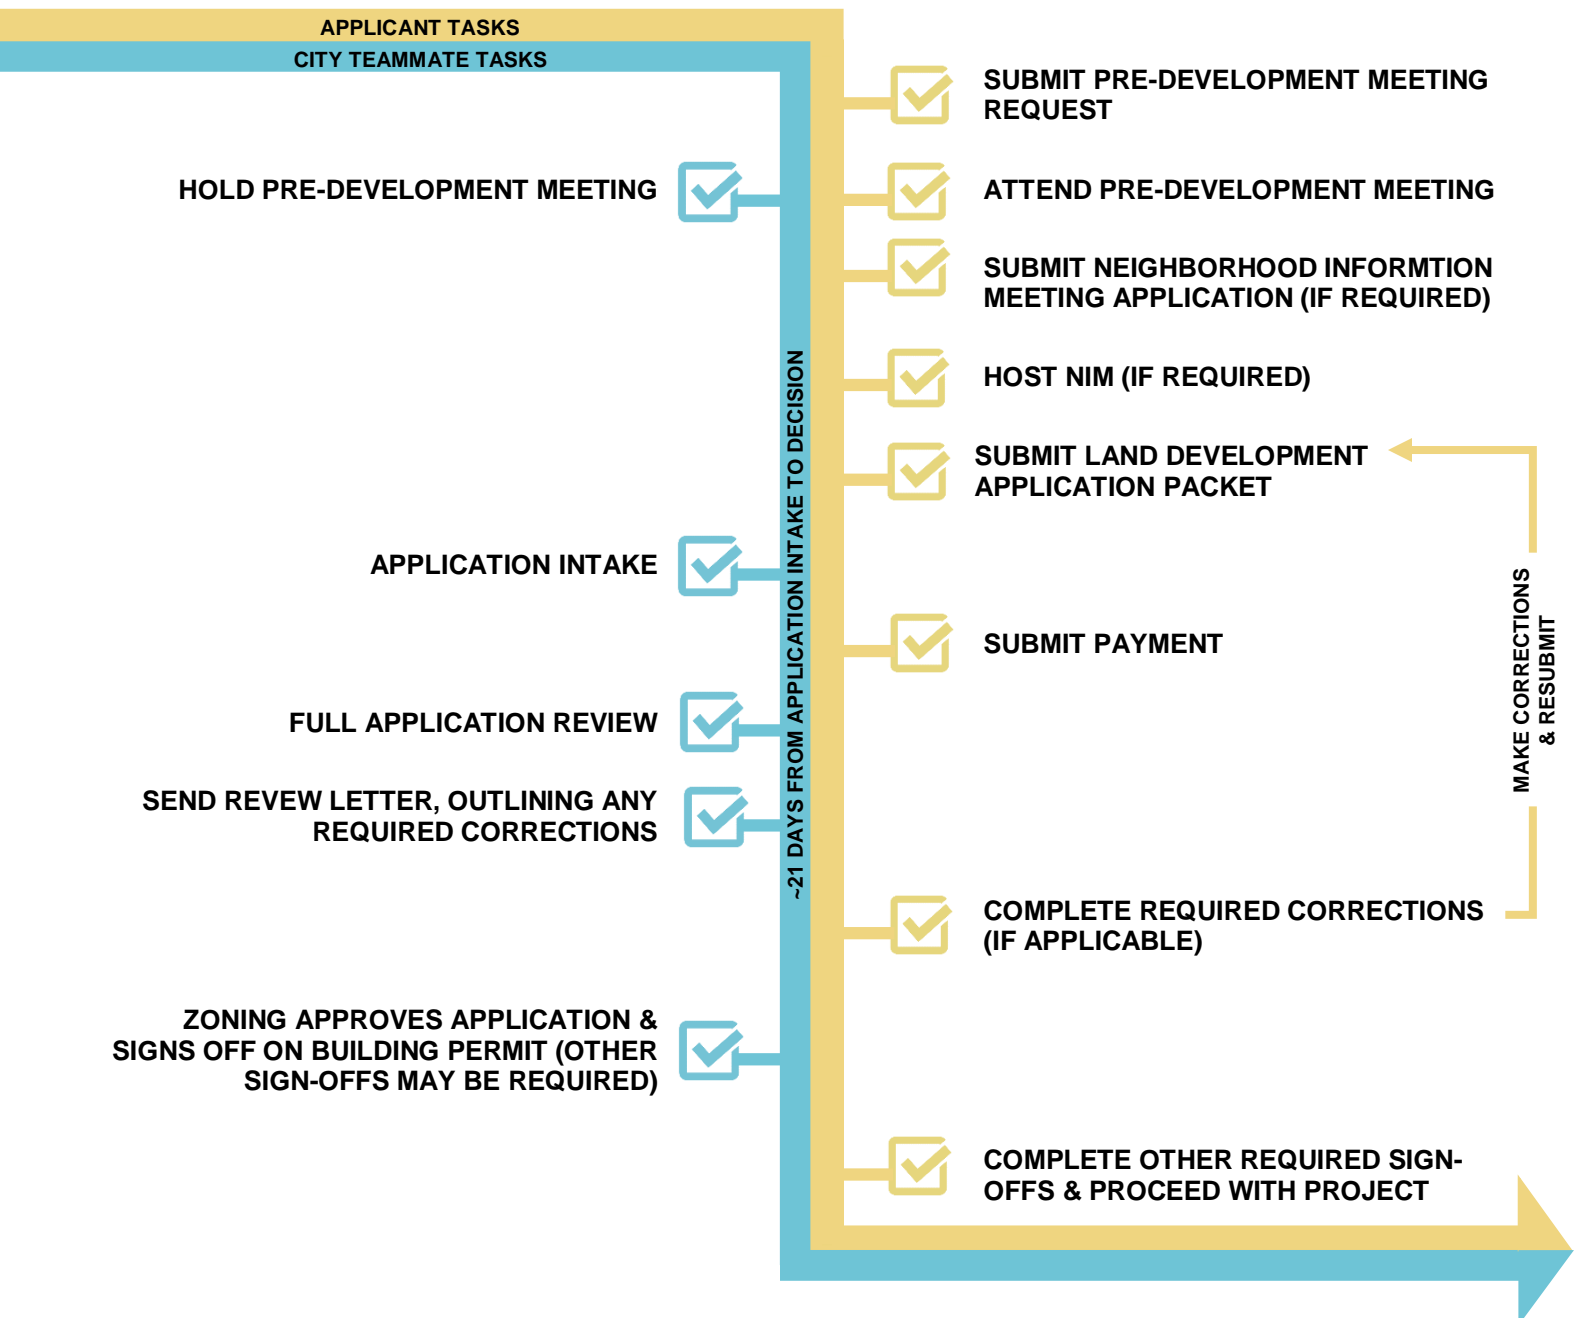 APPLICANT TASKS
CITY TEAMMATE TASKS
SUBMIT PRE-DEVELOPMENT MEETING
REQUEST
HOLD PRE-DEVELOPMENT MEETING
ATTEND PRE-DEVELOPMENT MEETING
SUBMIT NEIGHBORHOOD INFORMTION
MEETING APPLICATION (IF REQUIRED)
HOST NIM (IF REQUIRED)
SUBMIT LAND DEVELOPMENT
APPLICATION PACKET
~21 DAYS FROM APPLICATION INTAKE TO DECISION
APPLICATION INTAKE
SUBMIT PAYMENT
MAKE CORRECTIONS
& RESUBMIT
FULL APPLICATION REVIEW
SEND REVEW LETTER, OUTLINING ANY
REQUIRED CORRECTIONS
COMPLETE REQUIRED CORRECTIONS
(IF APPLICABLE)
ZONING APPROVES APPLICATION &
SIGNS OFF ON BUILDING PERMIT (OTHER
SIGN-OFFS MAY BE REQUIRED)
COMPLETE OTHER REQUIRED SIGN-
OFFS & PROCEED WITH PROJECT